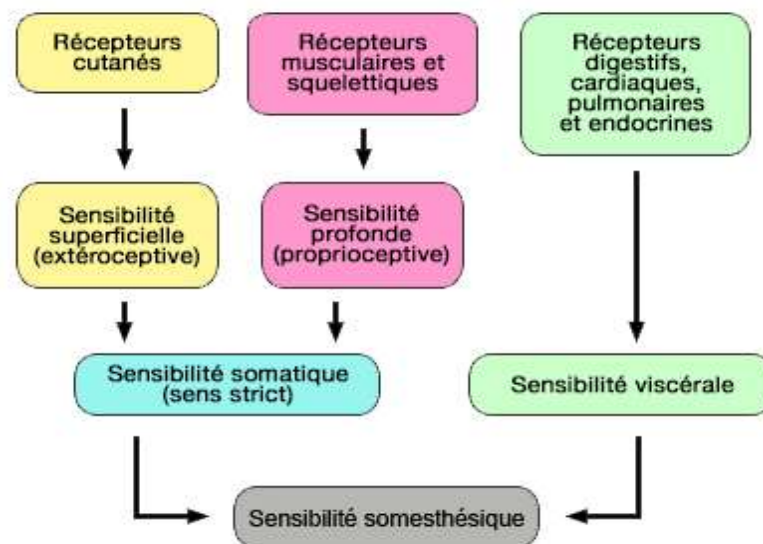 Récepteurs
cutanés
Récepteurs
musculaires et
squelettiques
Récepteurs
digestifs,
cardiaques,
pulmonaires
et endocrines
Sensibilité
superficielle
(extéroceptive)
Sensibilité
profonde
(proprioceptive)
Sensibilité somatique
(sens strict)
Sensibilité viscérale
Sensibilité somesthésique